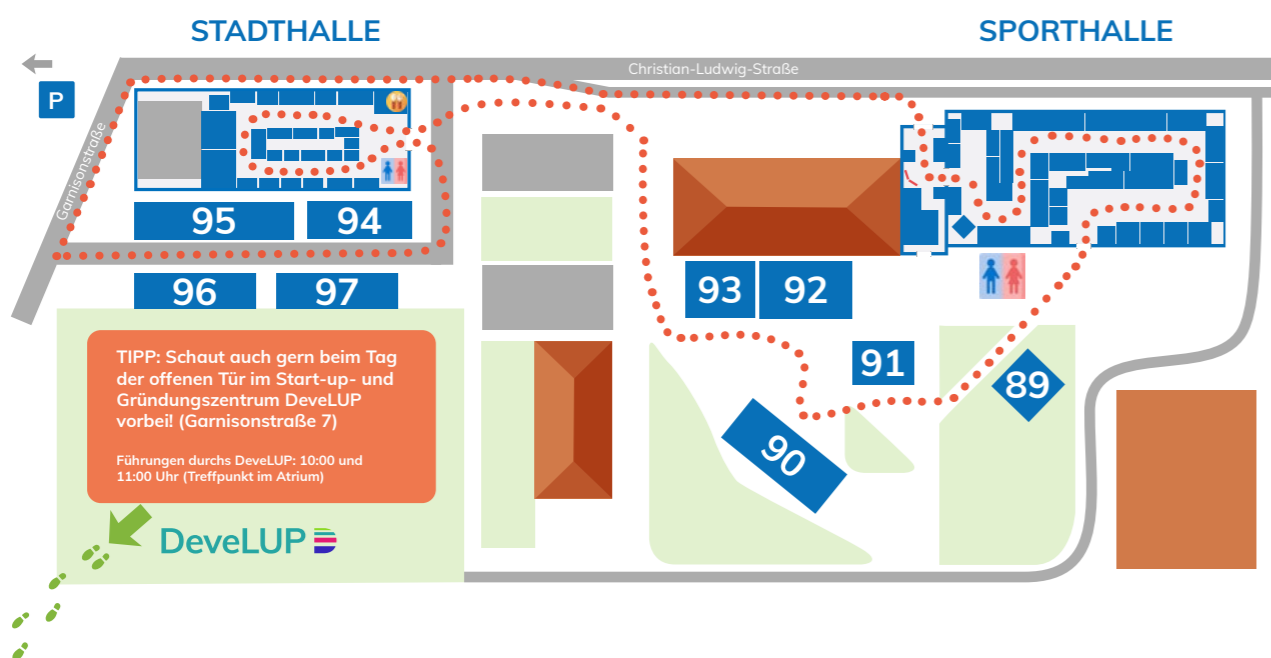 STADTHALLE
SPORTHALLE
Christian-Ludwig-Straße
P
Garnisonstraße
95
94
96
97
93
92
91
89
90
TIPP: Schaut auch gern beim Tag
der offenen Tür im Start-up- und
Gründungszentrum DeveLUP
vorbei! (Garnisonstraße 7)
Führungen durchs DeveLUP: 10:00 und
11:00 Uhr (Treffpunkt im Atrium)
DeveLUP